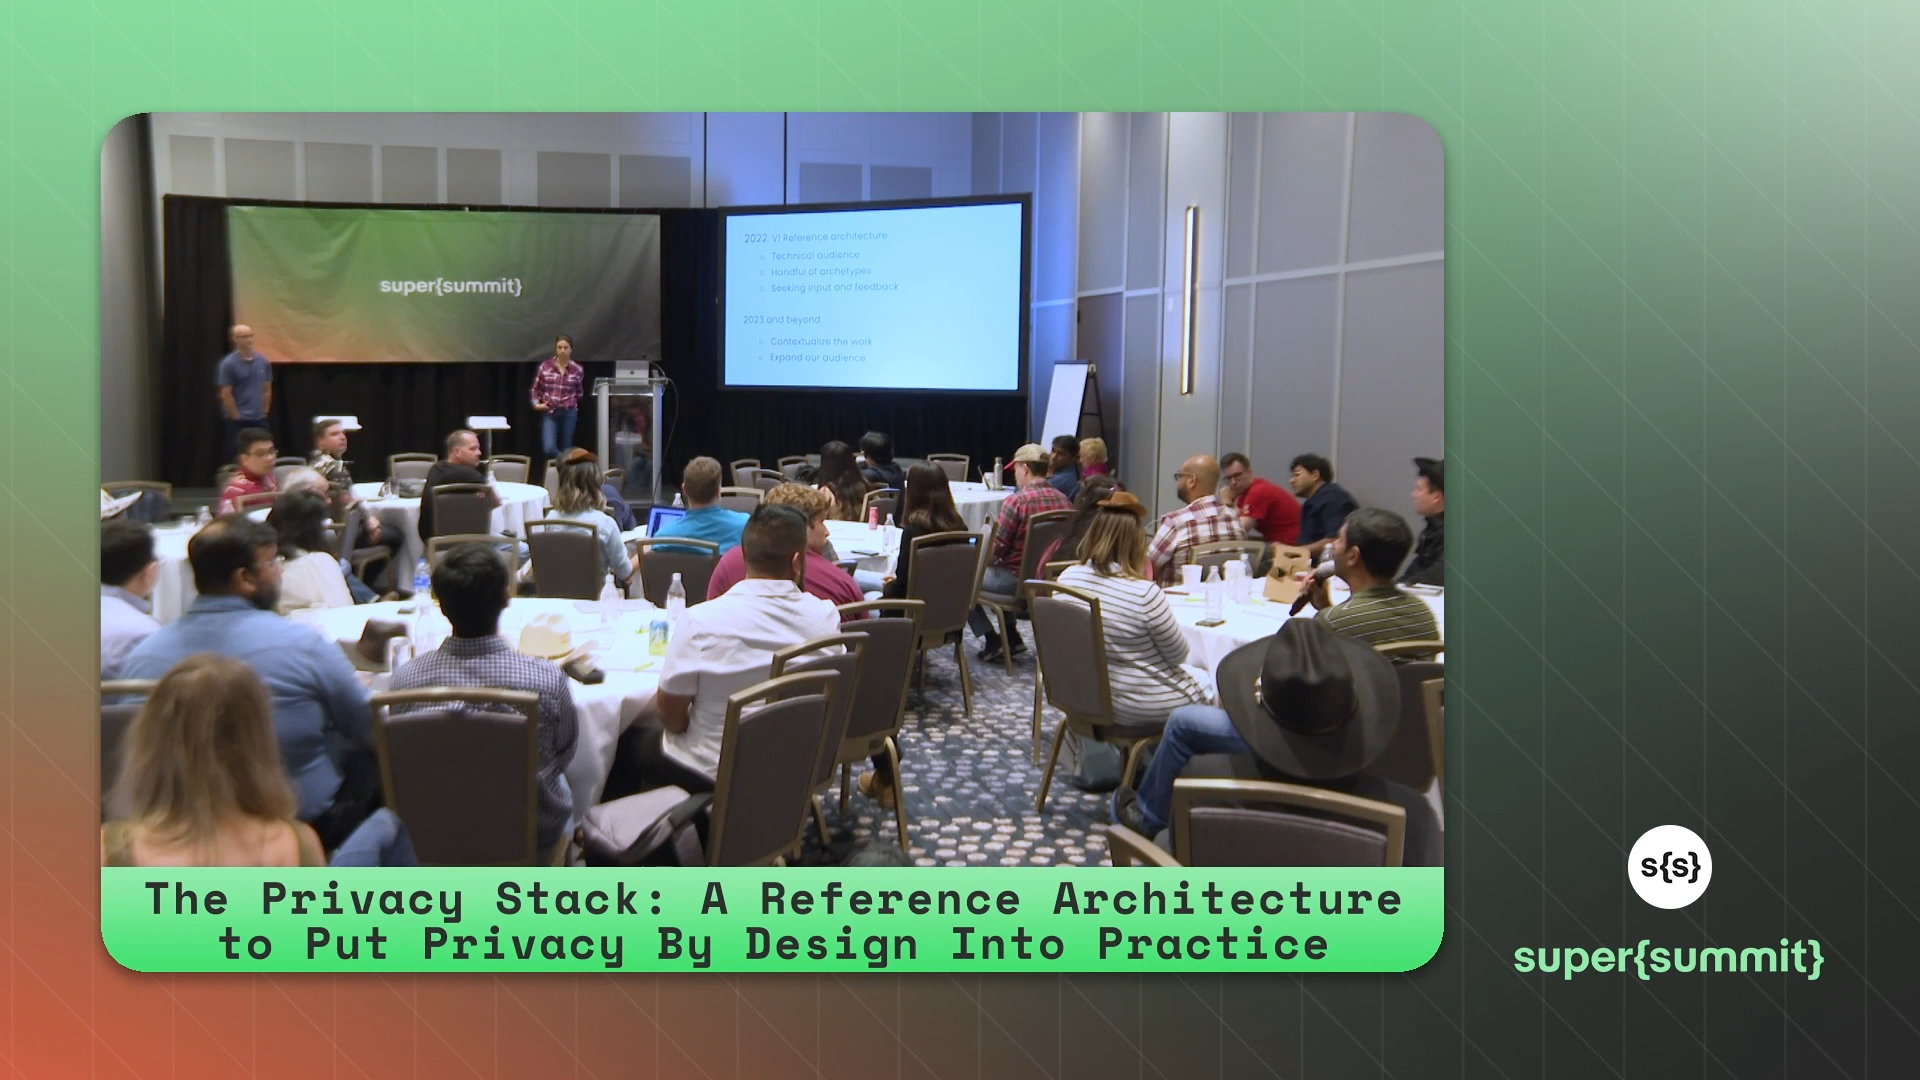 super{summit}
2022: V1 Reference architecture
Technical audience
Handful of archetypes
Seeking input and feedback
2023 and beyond
Contextualize the work
Expand our audience
The Privacy Stack: A Reference Architecture
to Put Privacy By Design Into Practice
s{s}
super{summit}